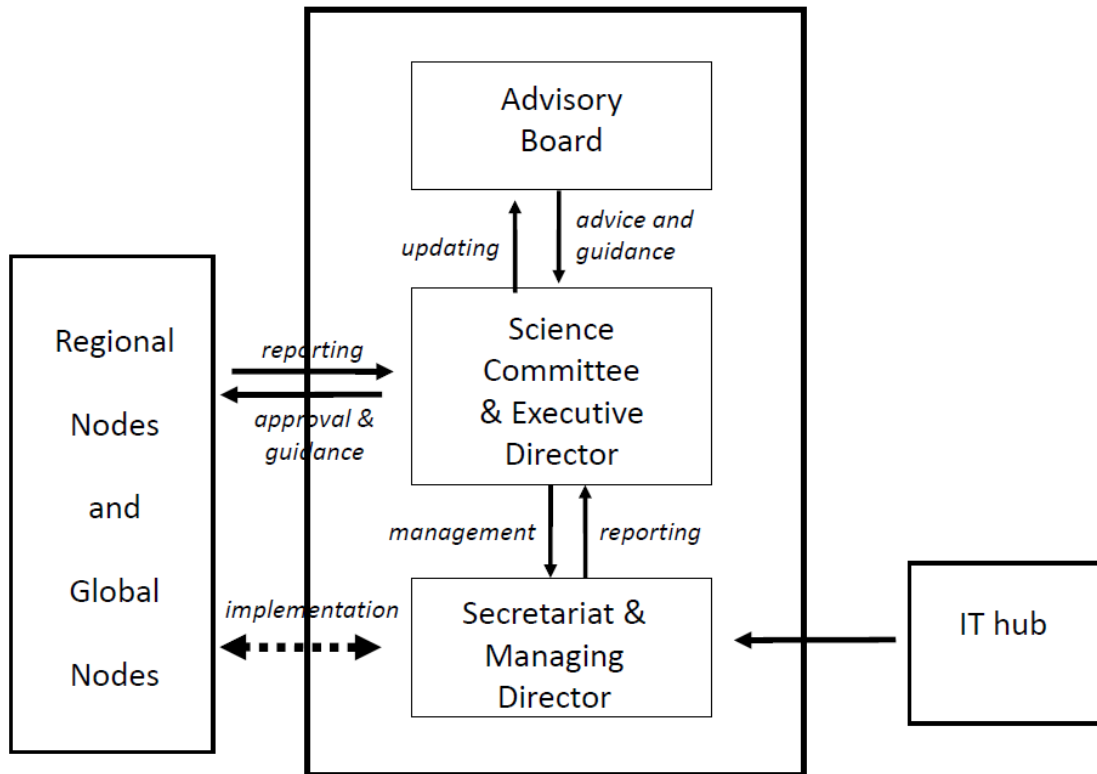 Advisory
Board
updating
advice and
guidance
Regional
Nodes
and
Global
Nodes
reporting
approval &
guidance
Science
Committee
& Executive
Director
management
reporting
implementation
Secretariat &
Managing
Director
IT hub